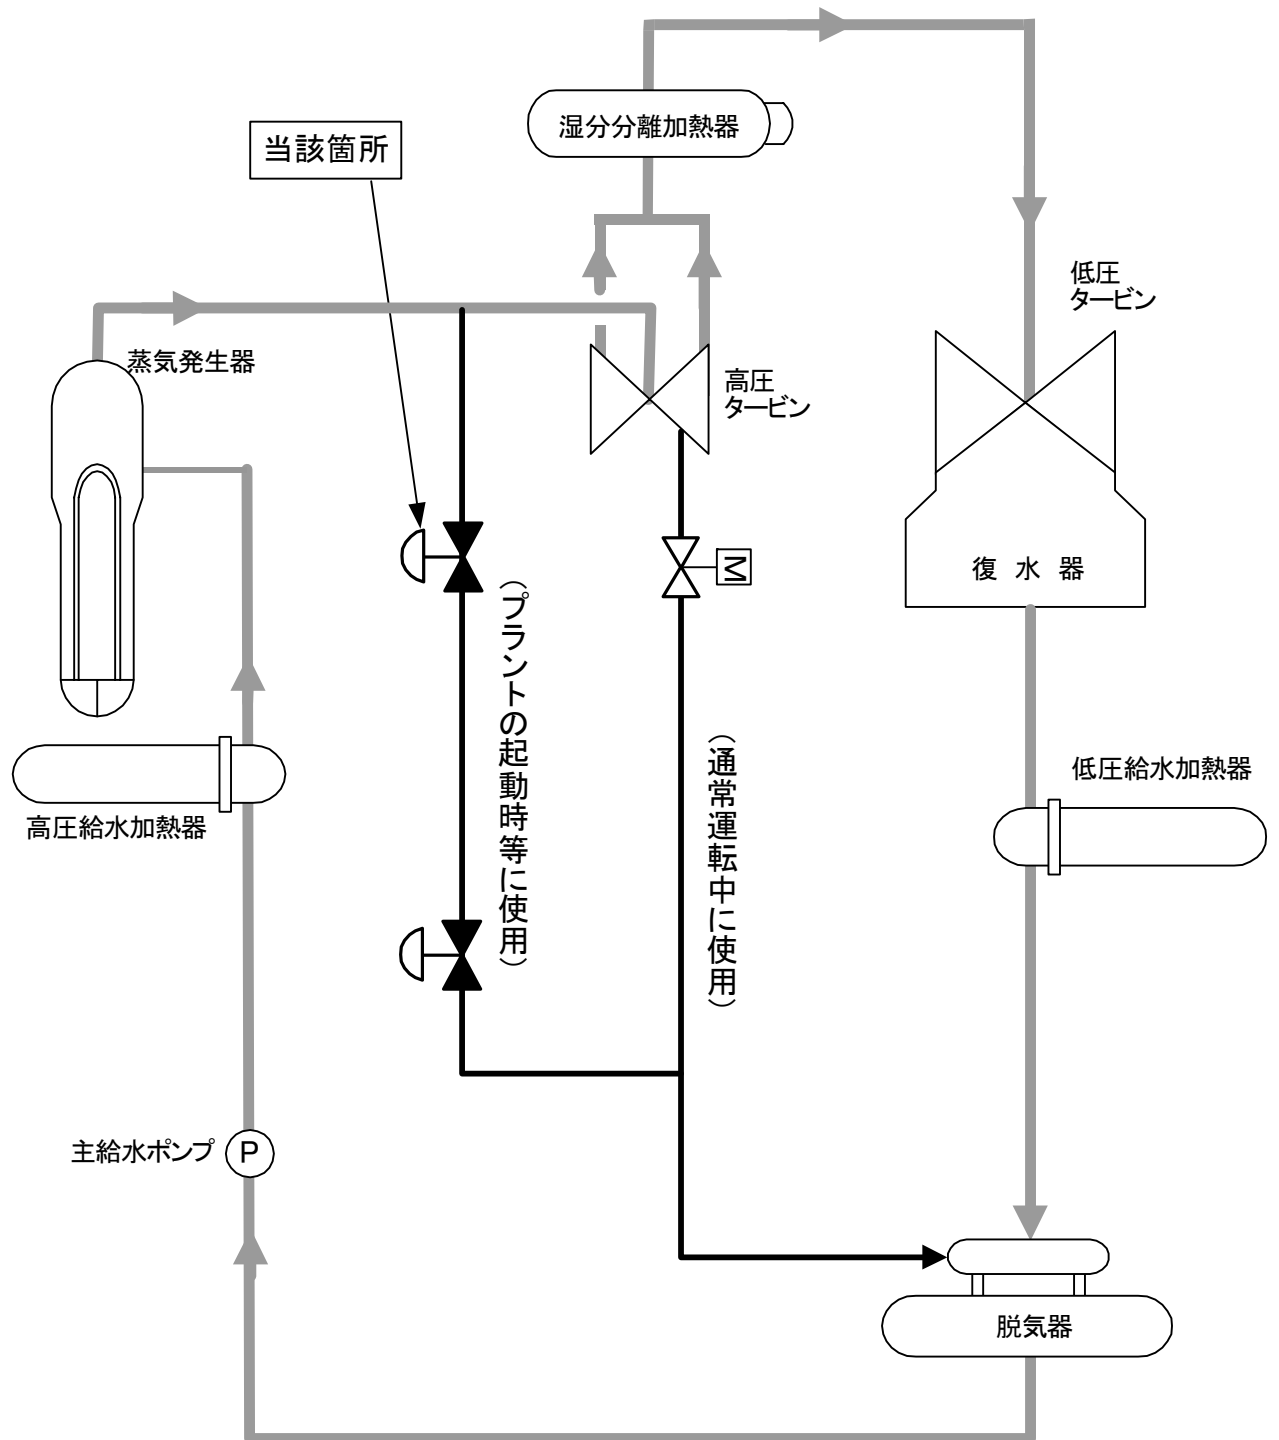 湿分分離加熱器
当該箇所
低圧
タービン
蒸気発生器
高圧
タービン
M
復水器
（プラントの起動時等に使用）
（通常運転中に使用）
低圧給水加熱器
高圧給水加熱器
主給水ポンプ
P
脱気器